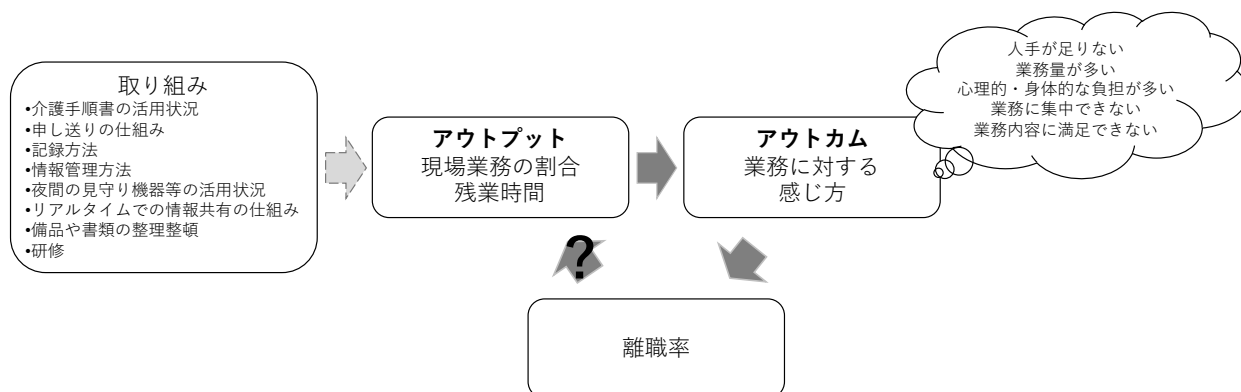 取り組み
•介護手順書の活用状況
•申し送りの仕組み
•記録方法
•情報管理方法
•夜間の見守り機器等の活用状況
•リアルタイムでの情報共有の仕組み
•備品や書類の整理整頓
•研修
アウトプット
現場業務の割合
残業時間
アウトカム
業務に対する
感じ方
人手が足りない
業務量が多い
心理的・身体的な負担が多い
業務に集中できない
業務内容に満足できない
?
離職率